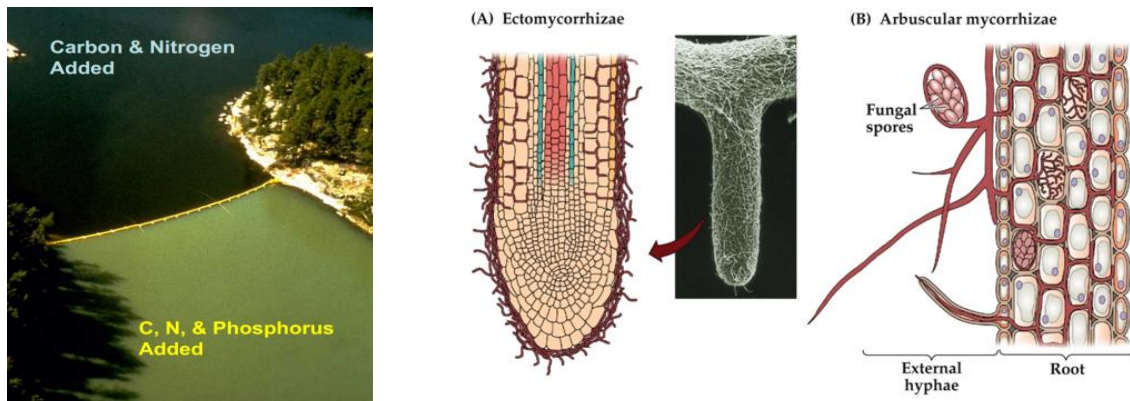 Carbon & Nitrogen
Added
C, N, & Phosphorus
Added
(A) Ectomycorrhizae
(B) Arbuscular mycorrhizae
Fungal
spores
External
hyphae
Root